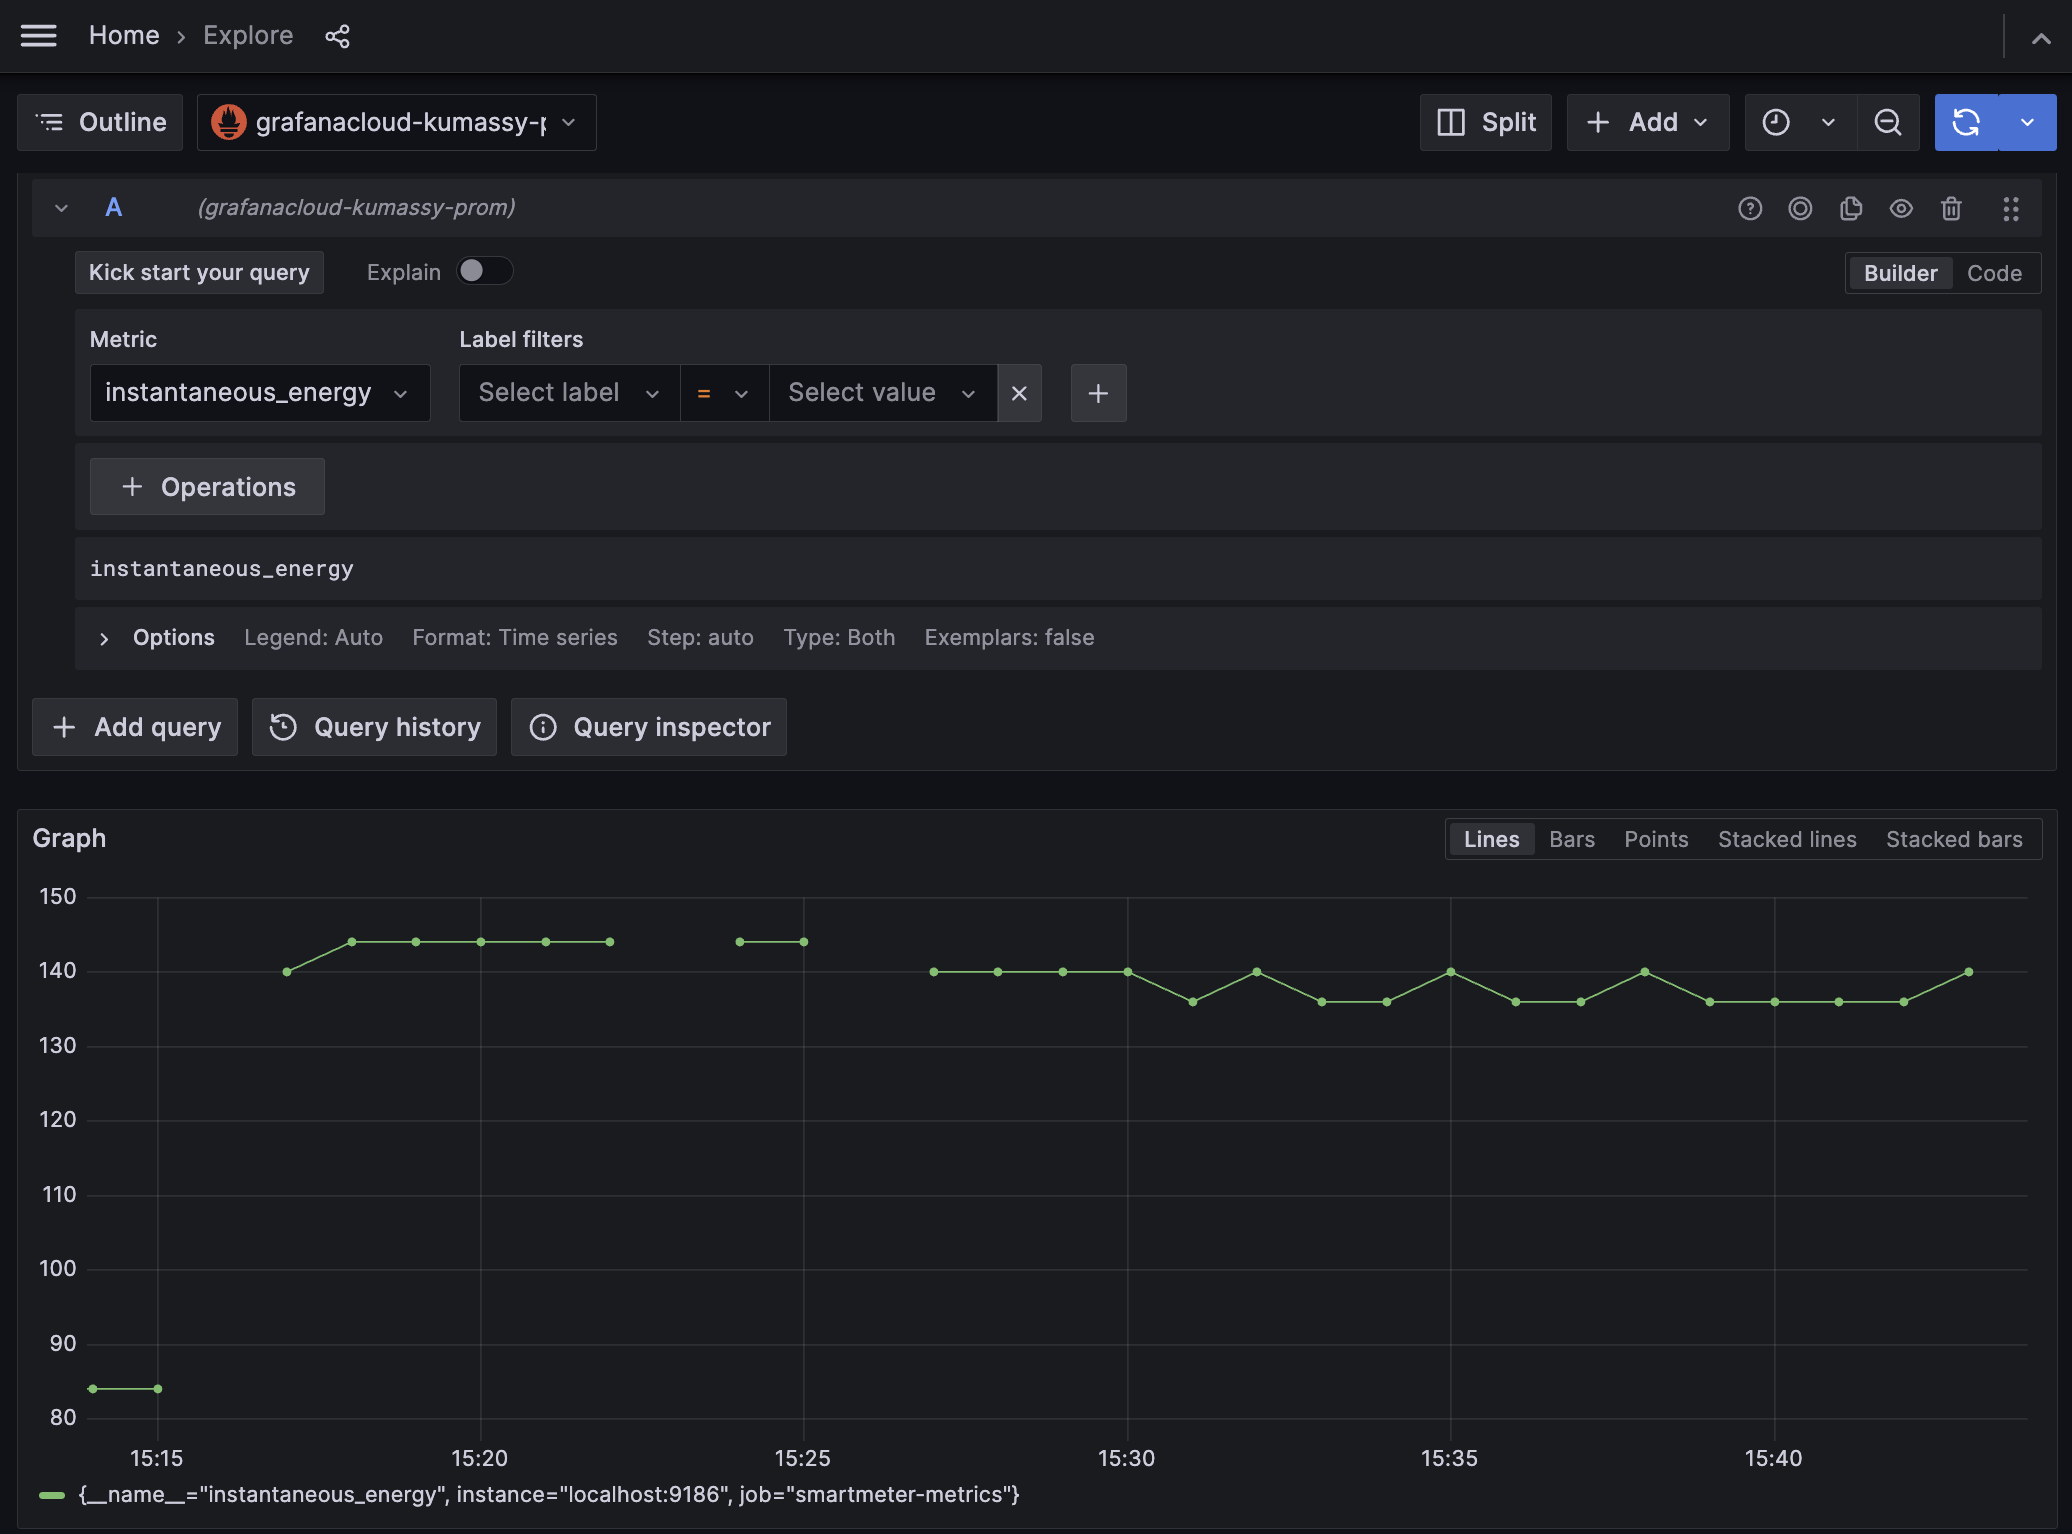 Home › Explore
Outline grafanacloud-kumassy-p Split + Add
A (grafanacloud-kumassy-prom)
Kick start your query Explain Builder Code
Metric Label filters
instantaneous_energy Select label = Select value
+ Operations
instantaneous_energy
Options Legend: Auto Format: Time series Step: auto Type: Both Exemplars: false
+ Add query Query history Query inspector
Graph Lines Bars Points Stacked lines Stacked bars
150
140
130
120
110
100
90
80
15:15 15:20 15:25 15:30 15:35 15:40
{__name__="instantaneous_energy", instance="localhost:9186", job="smartmeter-metrics"}